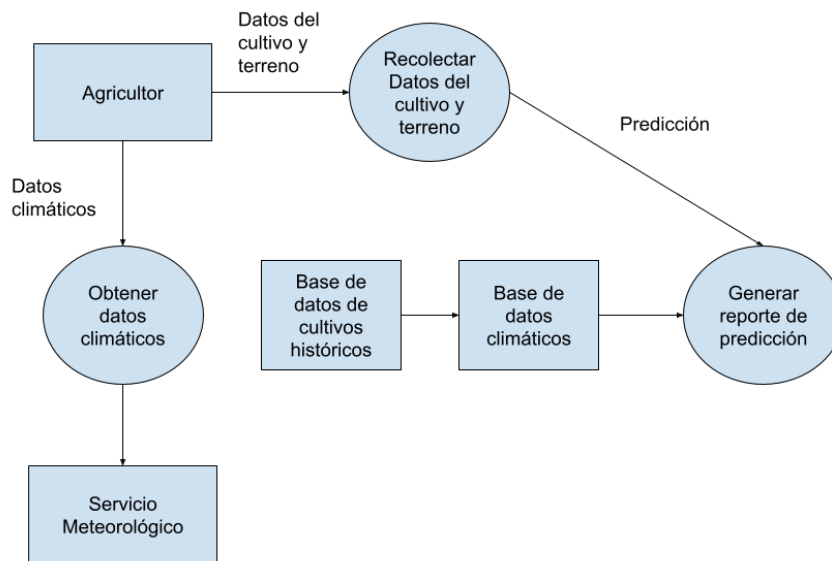 Datos del
cultivo y
terreno
Agricultor
Recolectar
Datos del
cultivo y
terreno
Predicción
Datos
climáticos
Obtener
datos
climáticos
Base de
datos de
cultivos
históricos
Base de
datos
climáticos
Generar
reporte de
predicción
Servicio
Meteorológico